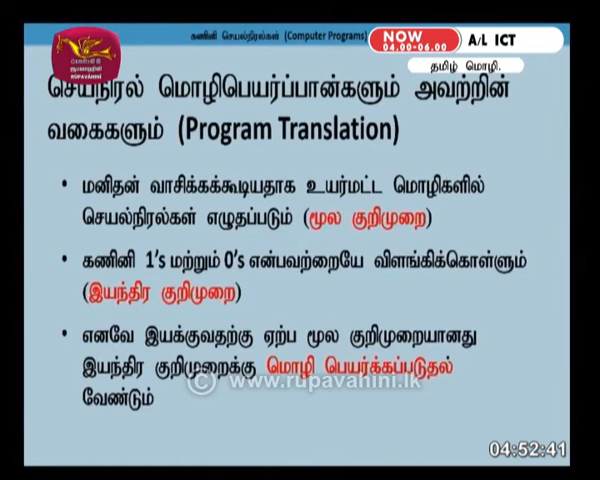 கணினி செயல்நிரல்கள் (Computer Programs)
NOW
04.00-06.00
A/L ICT
தமிழ் மொழி.
RUPAVAHINI
செயநிரல் மொழிபெயர்ப்பான்களும் அவற்றின்
வகைகளும் (Program Translation)
• மனிதன் வாசிக்கக்கூடியதாக உயர்மட்ட மொழிகளில்
செயல்நிரல்கள் எழுதப்படும் (மூல குறிமுறை)
• கணினி 1's மற்றும் 0's என்பவற்றையே விளங்கிக்கொள்ளும்
(இயந்திர குறிமுறை)
• எனவே இயக்குவதற்கு ஏற்ப மூல குறிமுறையானது
இயந்திர குறிமுறைக்கு மொழி பெயர்க்கப்படுதல்
வேண்டும்
© www.rupavahini.lk
04:52:41